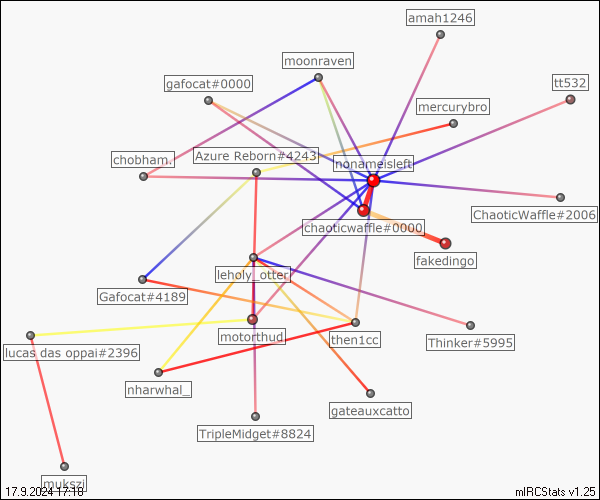 amah1246
moonraven
gafocat#0000
tt532
mercurybro
Azure Reborn#4243
chobham.
nonameisleft
ChaoticWaffle#2006
chaoticwaffle#0000
fakedingo
leholy_otter
Gafocat#4189
motorthud
then1cc
Thinker#5995
lucas das oppai#2396
nharwhal_
gateauxcatto
TripleMidget#8824
mukszi
17.9.2024 17:18
mIRCStats v1.25